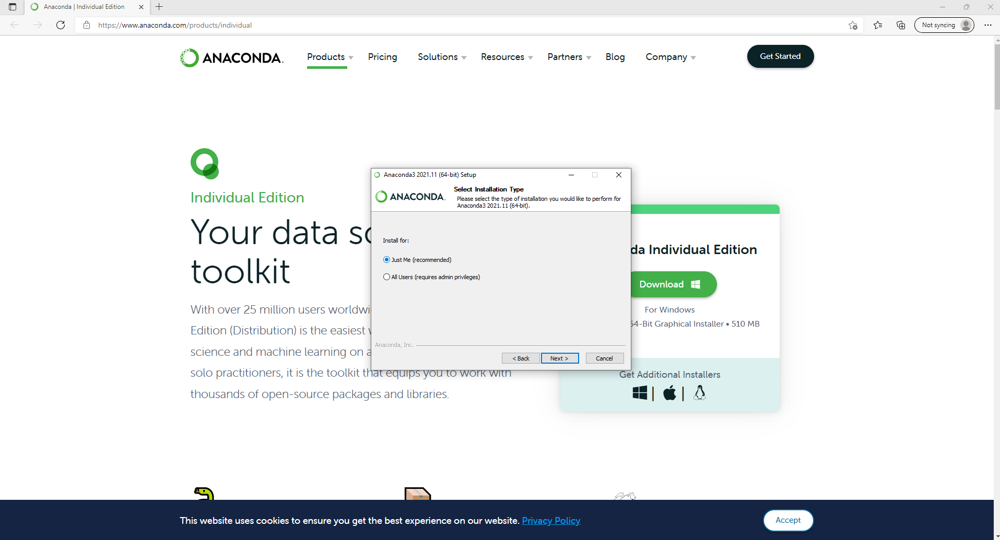 Anaconda | Individual Edition
https://www.anaconda.com/products/individual
Not syncing
ANACONDA.
Products
Pricing
Solutions
Resources
Partners
Blog
Company
Get Started
Individual Edition
Your data sc
toolkit
With over 25 million users worldwi
Edition (Distribution) is the easiest w
science and machine learning on a
solo practitioners, it is the toolkit that equips you to work with
thousands of open-source packages and libraries.
Anaconda3 2021.11 (64-bit) Setup
ANACONDA.
Select Installation Type
Please select the type of installation you would like to perform for
Anaconda3 2021.11 (64-bit).
Install for:
Just Me (recommended)
All Users (requires admin privileges)
Anaconda, Inc.
< Back
Next >
Cancel
da Individual Edition
Download
For Windows
64-Bit Graphical Installer • 510 MB
Get Additional Installers
This website uses cookies to ensure you get the best experience on our website. Privacy Policy
Accept